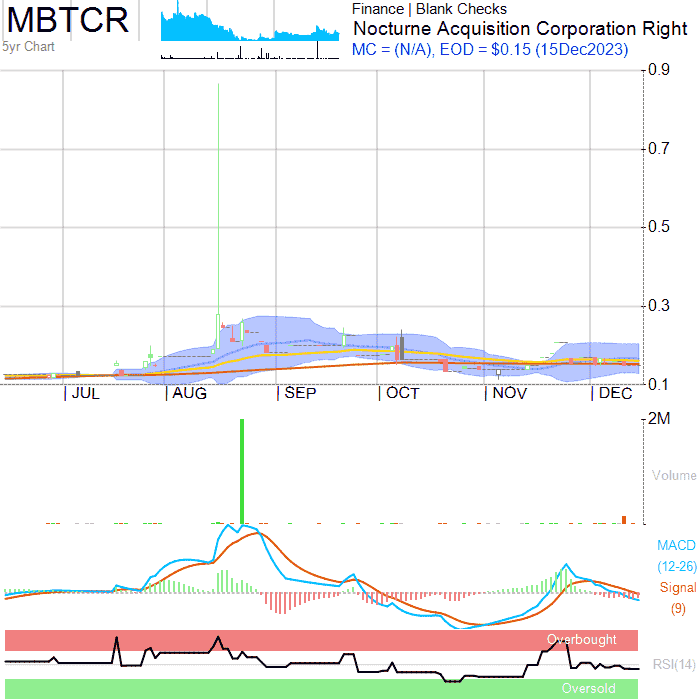 MBTCR
5yr Chart
Finance | Blank Checks
Nocturne Acquisition Corporation Right
MC = (N/A), EOD = $0.15 (15Dec2023)
0.9
0.7
0.5
0.3
0.1
JUL AUG SEP OCT NOV DEC
2M
Volume
MACD
(12-26)
Signal
(9)
Overbought
RSI(14)
Oversold